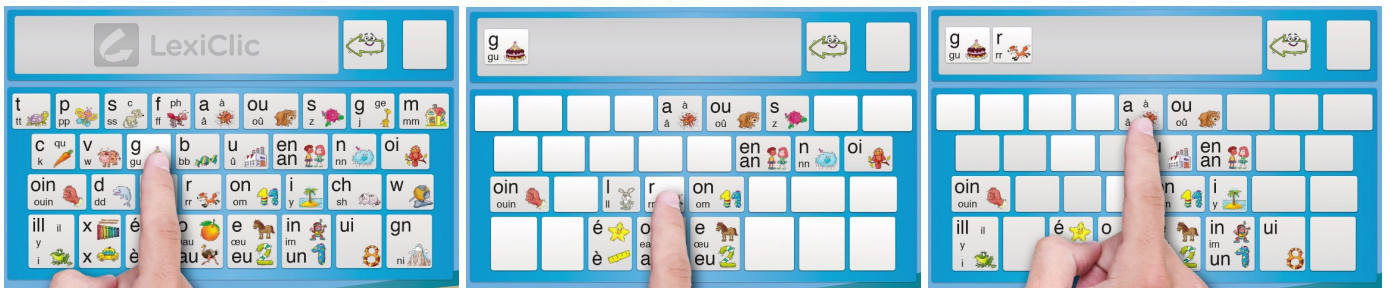 LexiClic
t p s c f ph a à ou s g ge m
tt pp ss ff â oû z j mm
c qu v g b u en n oi
k w gu bb û an nn
oin d r on i ch w
ouin dd rr om y sh
ill il x é o e in ui gn
y eau œu im
i x è au eu un ni
g
gu
a à ou s
â oû z
en n oi
an nn
oin l r on
ouin ll rr om
é o e
œu
è eu
g r
gu rr
a à ou
â oû
en
an
oin i
ouin y
ill il é o in ui
y im
i un